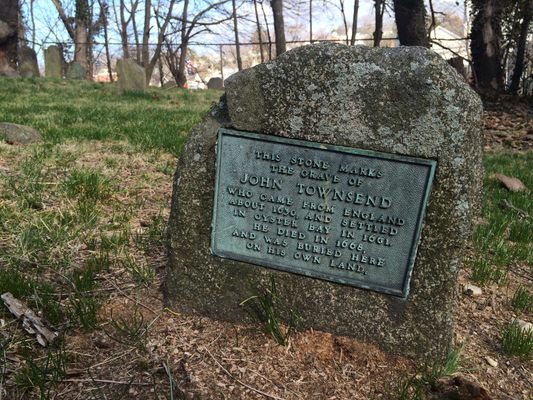 THIS STONE MARKS
THE GRAVE OF
JOHN TOWNSEND
WHO CAME FROM ENGLAND
ABOUT 1630, AND SETTLED
IN OYSTER BAY IN 1661.
HE DIED IN 1668
AND WAS BURIED HERE
ON HIS OWN LAND.